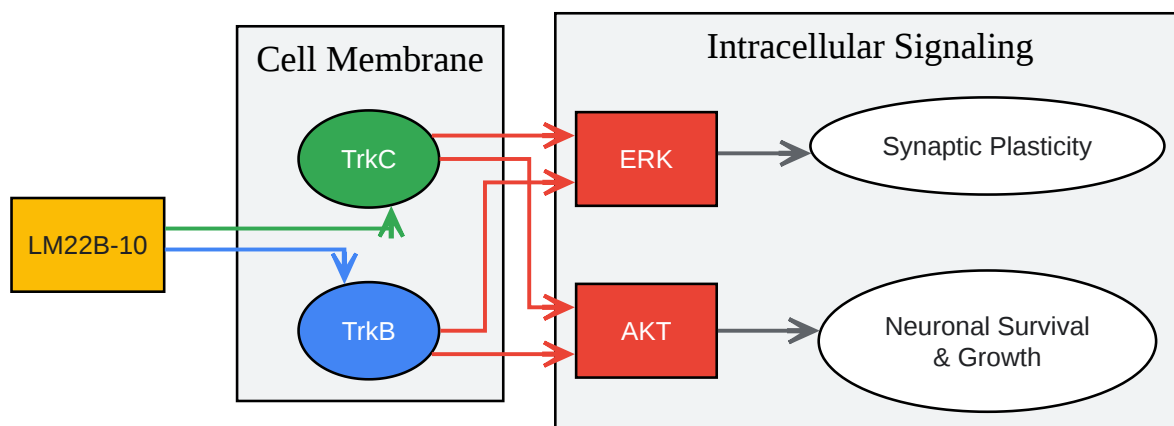 Cell Membrane
Intracellular Signaling
TrkC
ERK
Synaptic Plasticity
LM22B-10
TrkB
AKT
Neuronal Survival
& Growth